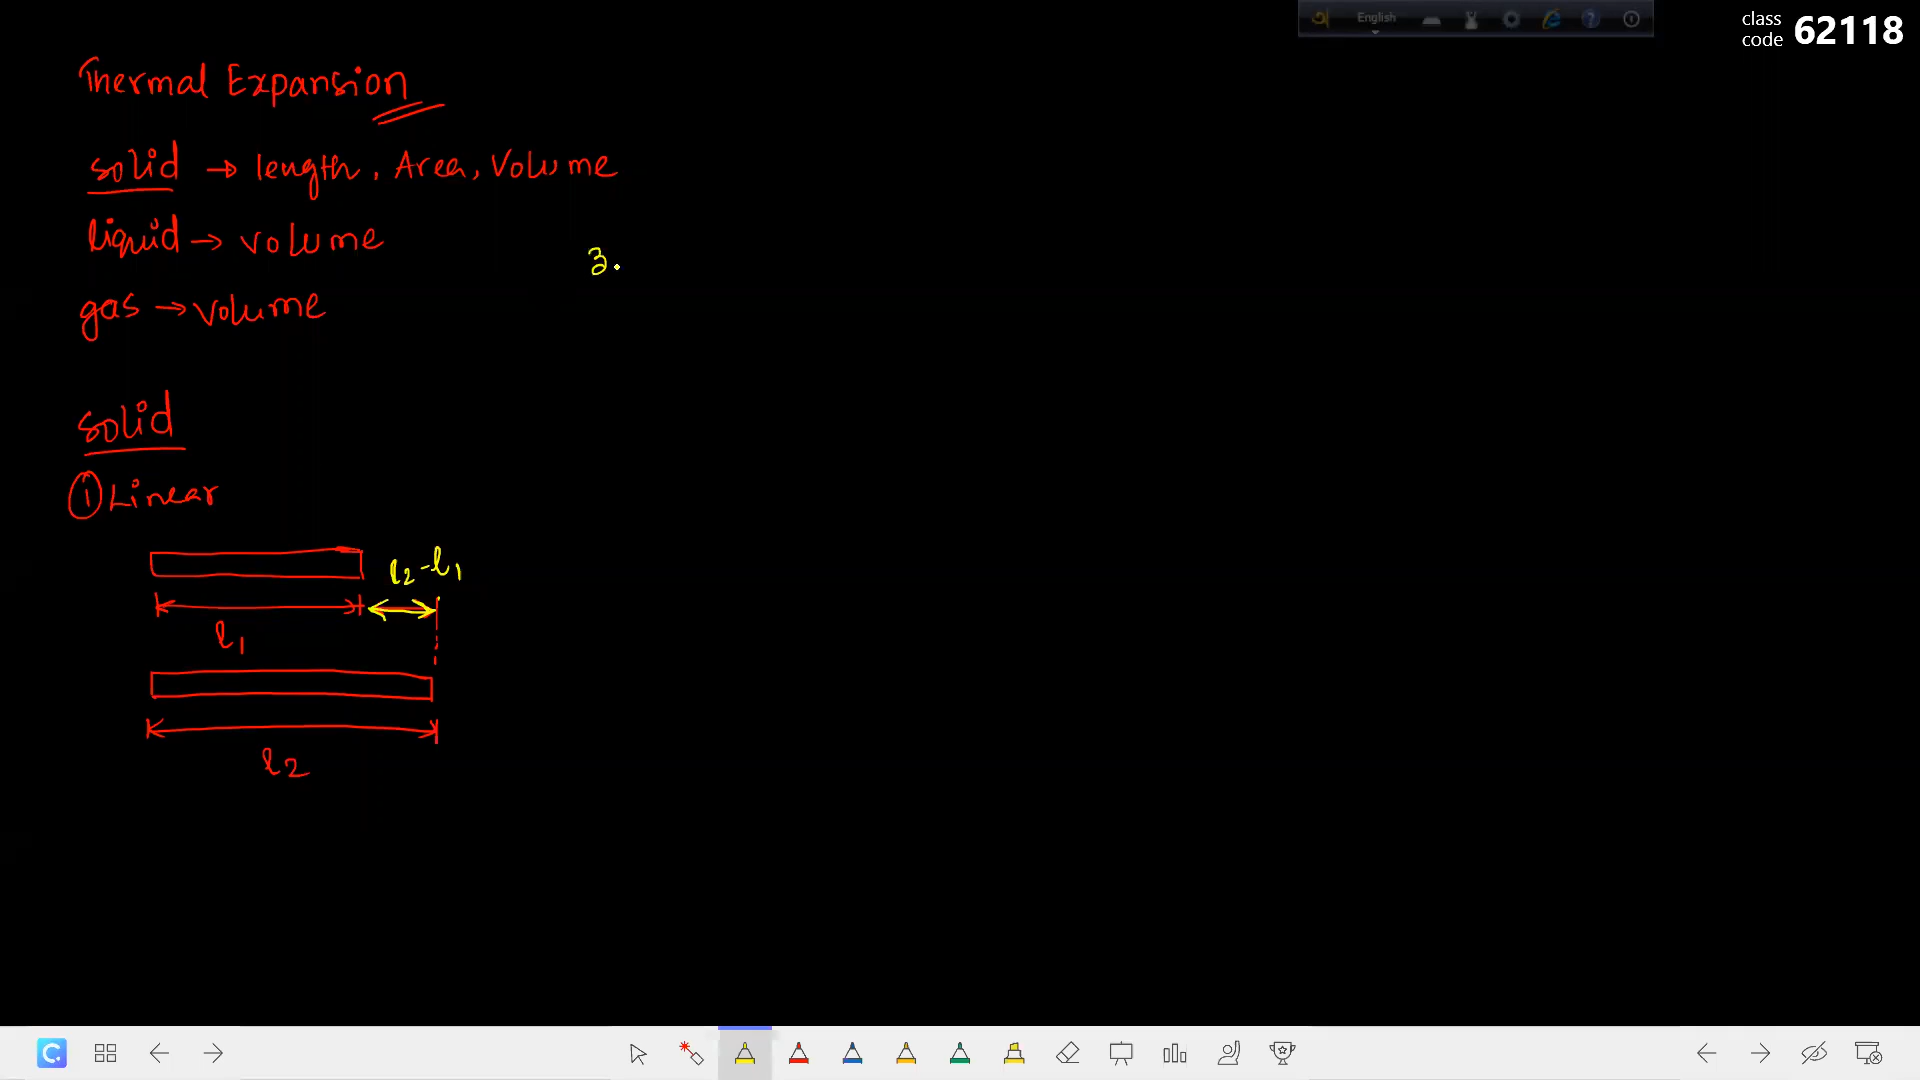 English
class code 62118
Thermal Expansion
solid → length, Area, Volume
liquid → volume
3.
gas → volume
solid
① Linear
l2-l1
l1
l2